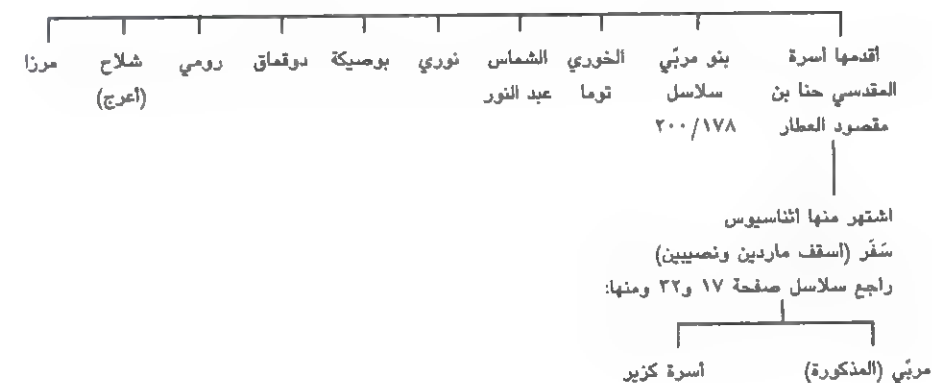 أقدمها أسرة بنو مربّي الخوري الشماس نوري بوصيكة دوقماق رومي شلاح مرزا
المقدسي حنا بن سلاسل توما عبد النور (أعرج)
مقصود العطار ٢٠٠/١٧٨
اشتهر منها أثناسيوس
سَفَر (أسقف ماردين ونصيبين)
راجع سلاسل صفحة ١٧ و٣٢ ومنها:
مربّي (المذكورة) أسرة كزير